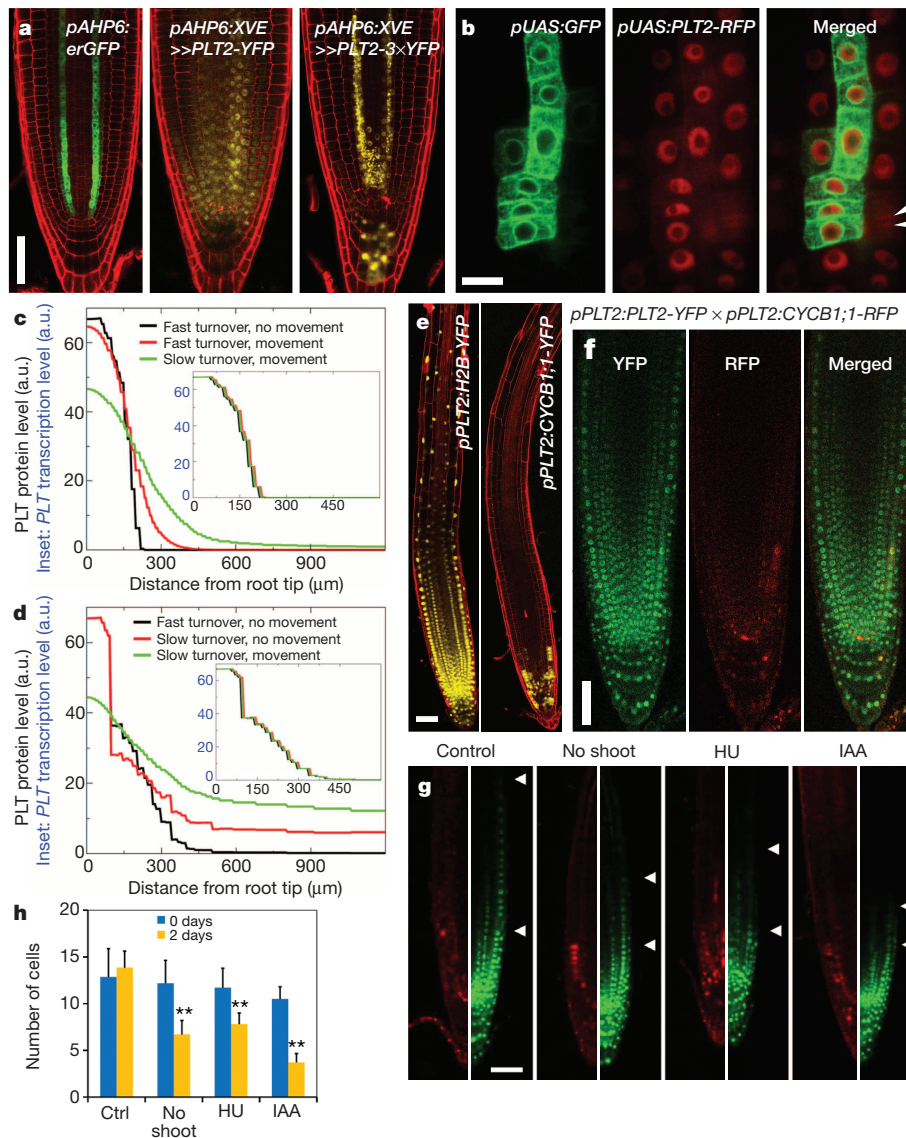 a
pAHP6:
erGFP
pAHP6:XVE
>>PLT2-YFP
pAHP6:XVE
>>PLT2-3×YFP
b
pUAS:GFP
pUAS:PLT2-RFP
Merged
c
PLT protein level (a.u.)
Inset: PLT transcription level (a.u.)
60
40
20
0
Fast turnover, no movement
Fast turnover, movement
Slow turnover, movement
60
40
20
0
0
150
300
450
0
300
600
900
Distance from root tip (μm)
d
PLT protein level (a.u.)
Inset: PLT transcription level (a.u.)
80
60
40
20
0
Fast turnover, no movement
Slow turnover, no movement
Slow turnover, movement
60
40
20
0
0
150
300
450
0
300
600
900
Distance from root tip (μm)
e
pPLT2:H2B-YFP
pPLT2:CYCB1;1-YFP
pPLT2:PLT2-YFP × pPLT2:CYCB1;1-RFP
f
YFP
RFP
Merged
g
Control
No shoot
HU
IAA
h
Number of cells
20
15
10
5
0
0 days
2 days
**
**
**
Ctrl
No
shoot
HU
IAA